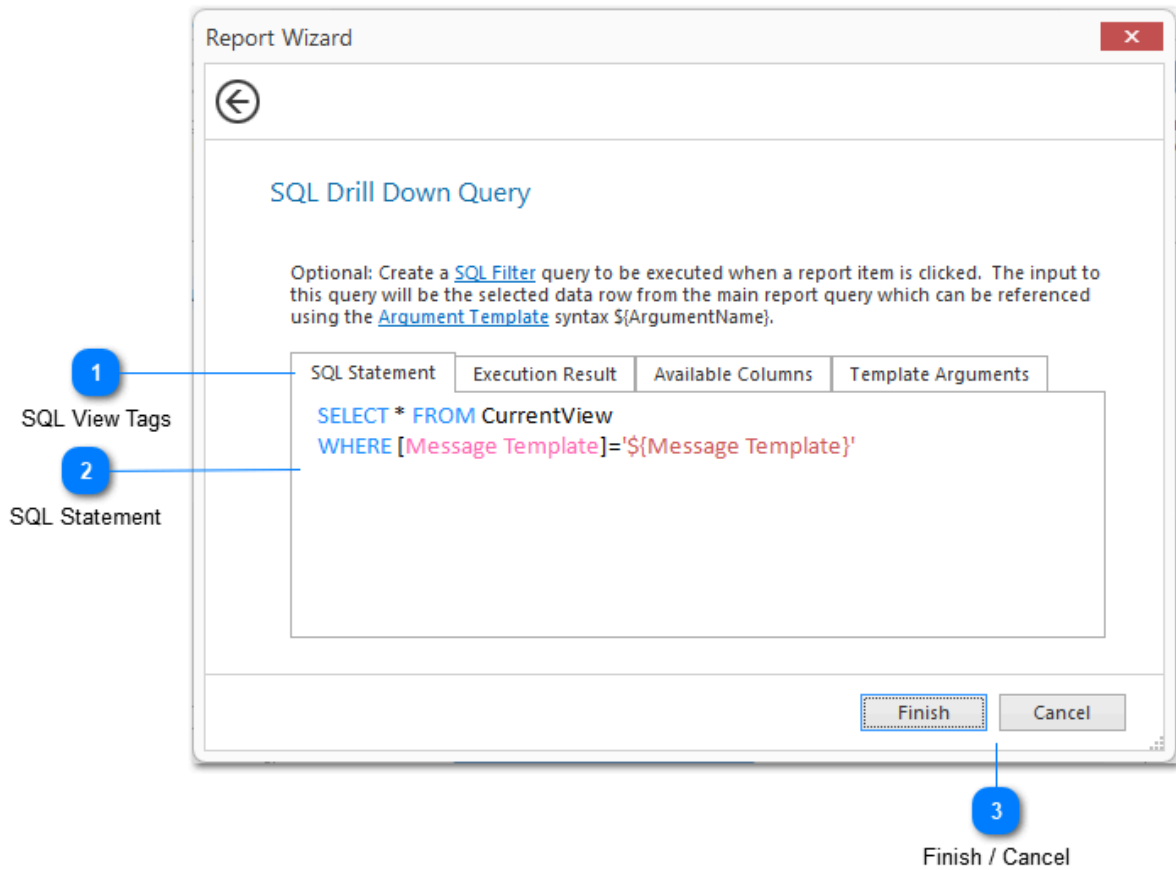 Report Wizard
SQL Drill Down Query
Optional: Create a SQL Filter query to be executed when a report item is clicked. The input to
this query will be the selected data row from the main report query which can be referenced
using the Argument Template syntax ${ArgumentName}.
1
SQL View Tags
SQL Statement
Execution Result
Available Columns
Template Arguments
SELECT * FROM CurrentView
WHERE [Message Template]='${Message Template}'
2
SQL Statement
Finish
Cancel
3
Finish / Cancel